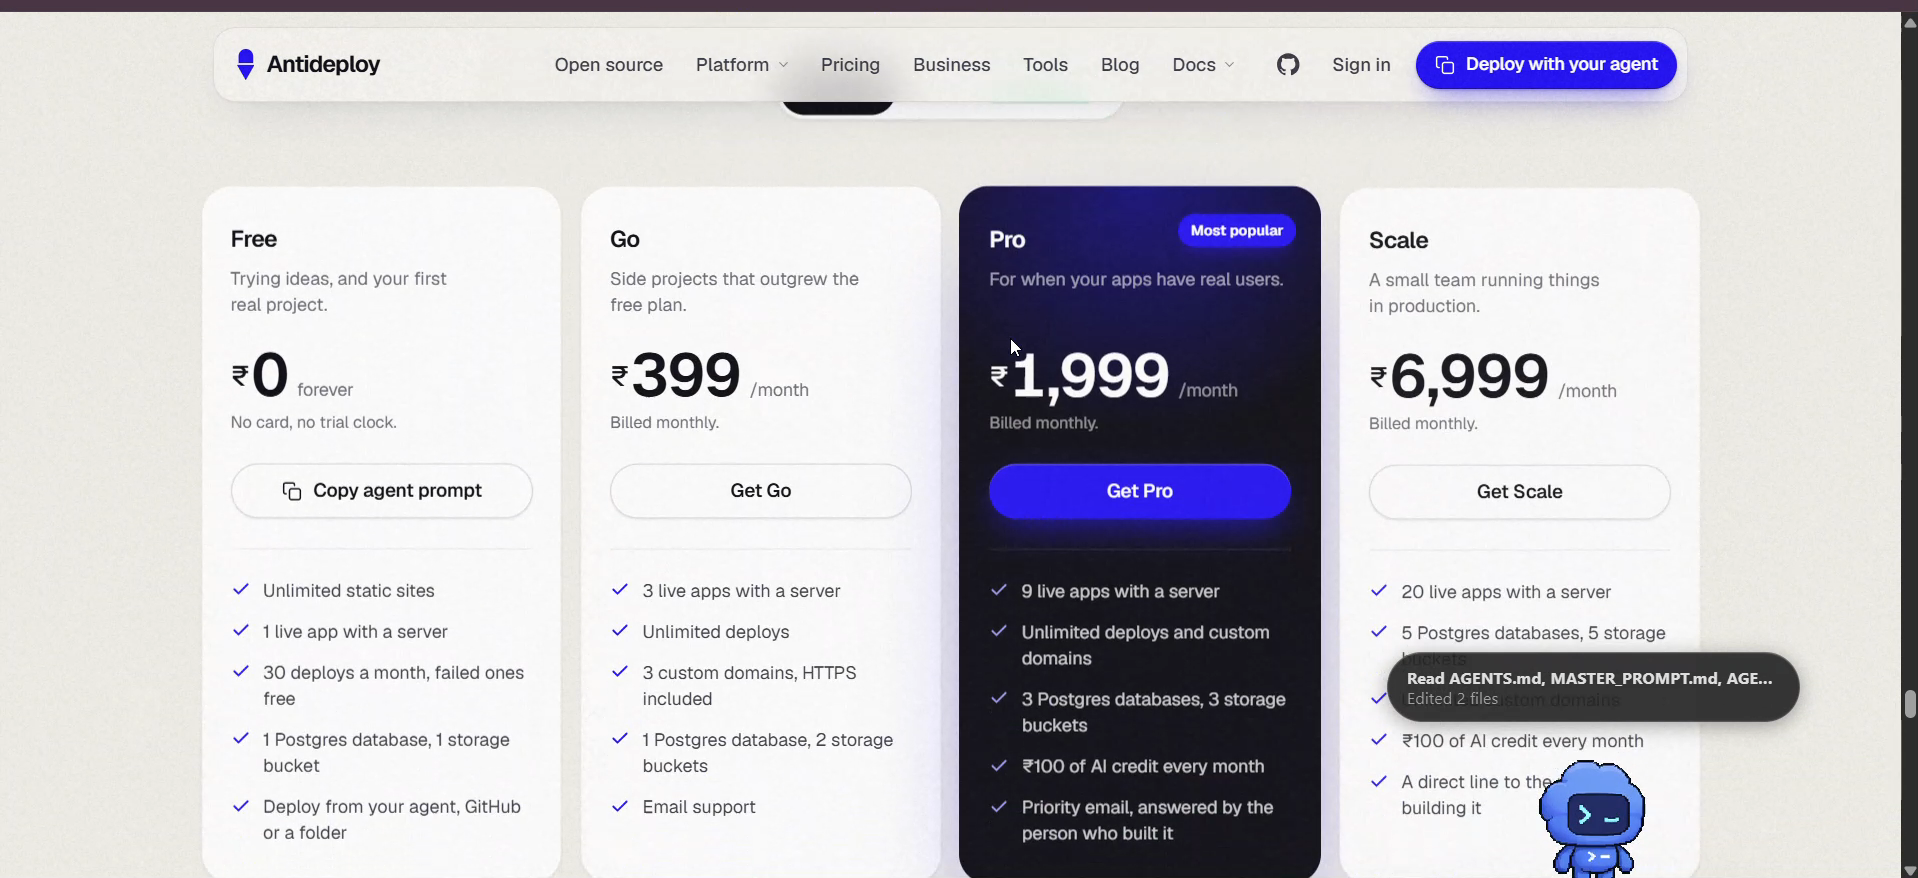 Antideploy
Open source
Platform
Pricing
Business
Tools
Blog
Docs
Sign in
Deploy with your agent
Free
Trying ideas, and your first
real project.
₹0 forever
No card, no trial clock.
Copy agent prompt
Unlimited static sites
1 live app with a server
30 deploys a month, failed ones
free
1 Postgres database, 1 storage
bucket
Deploy from your agent, GitHub
or a folder
Go
Side projects that outgrew the
free plan.
₹399 /month
Billed monthly.
Get Go
3 live apps with a server
Unlimited deploys
3 custom domains, HTTPS
included
1 Postgres database, 2 storage
buckets
Email support
Pro
Most popular
For when your apps have real users.
₹1,999 /month
Billed monthly.
Get Pro
9 live apps with a server
Unlimited deploys and custom
domains
3 Postgres databases, 3 storage
buckets
₹100 of AI credit every month
Priority email, answered by the
person who built it
Scale
A small team running things
in production.
₹6,999 /month
Billed monthly.
Get Scale
20 live apps with a server
5 Postgres databases, 5 storage
buckets
custom domains
₹100 of AI credit every month
A direct line to the
building it
Read AGENTS.md, MASTER_PROMPT.md, AGE...
Edited 2 files